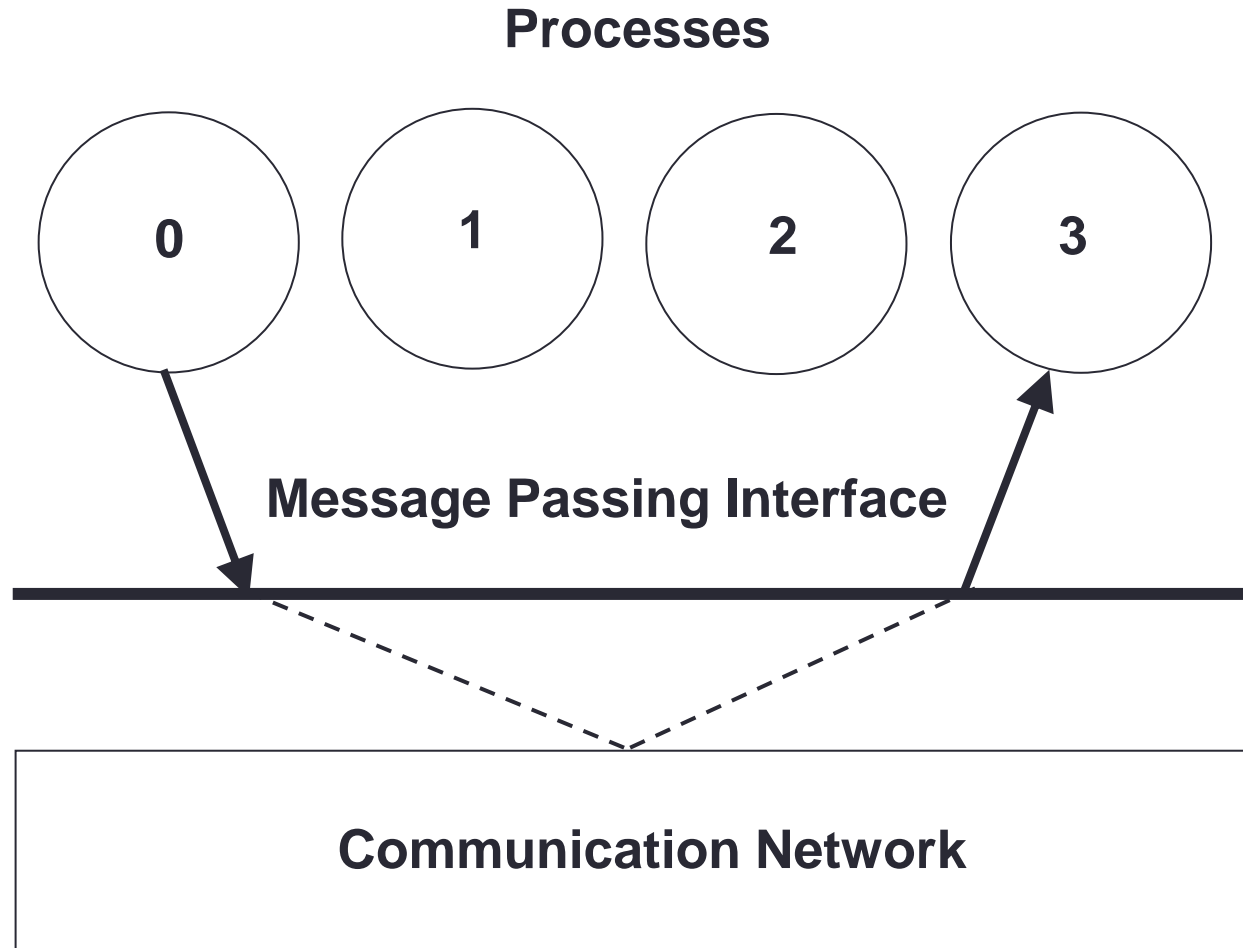 Processes
0
1
2
3
Message Passing Interface
Communication Network